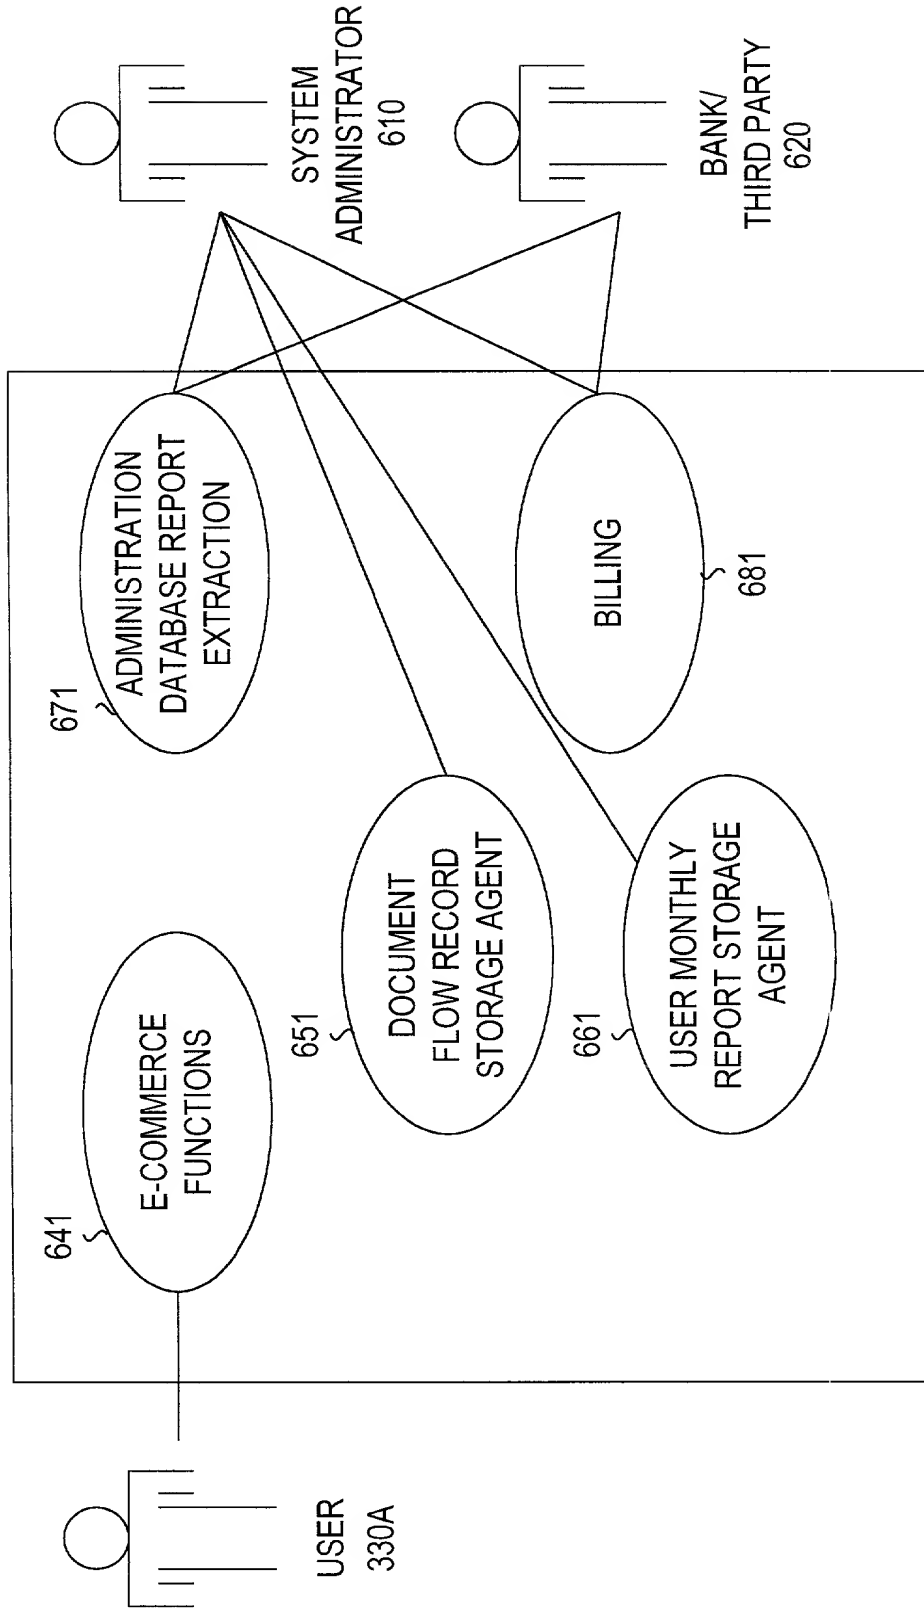 USER
330A
641
E-COMMERCE
FUNCTIONS
651
DOCUMENT
FLOW RECORD
STORAGE AGENT
661
USER MONTHLY
REPORT STORAGE
AGENT
671
ADMINISTRATION
DATABASE REPORT
EXTRACTION
BILLING
681
SYSTEM
ADMINISTRATOR
610
BANK/
THIRD PARTY
620